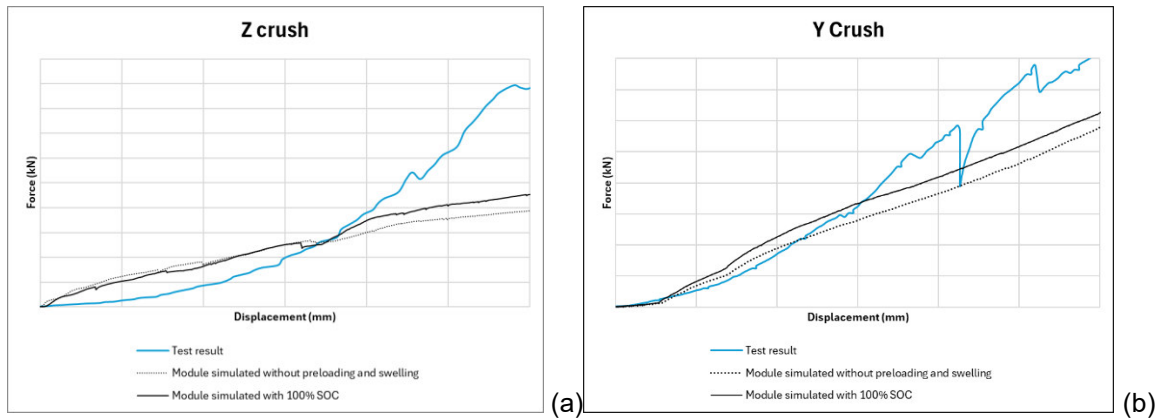 Z crush
Force (kN)
Displacement (mm)
Test result
Module simulated without preloading and swelling
Module simulated with 100% SOC
(a)
Y Crush
Force (kN)
Displacement (mm)
Test result
Module simulated without preloading and swelling
Module simulated with 100% SOC
(b)